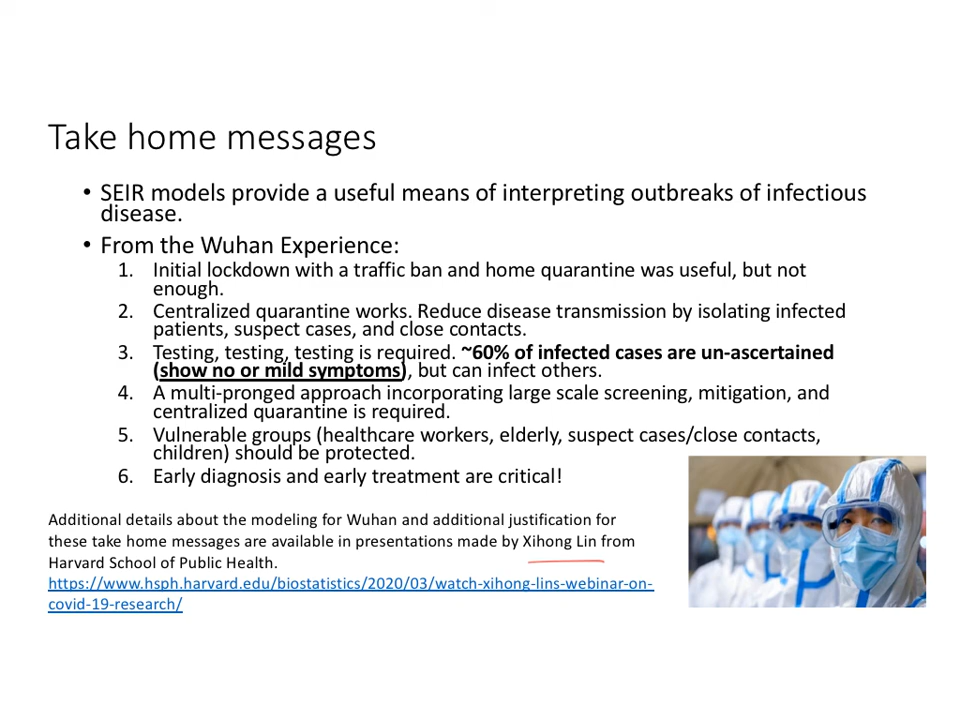 Take home messages
• SEIR models provide a useful means of interpreting outbreaks of infectious
disease.
• From the Wuhan Experience:
1. Initial lockdown with a traffic ban and home quarantine was useful, but not
enough.
2. Centralized quarantine works. Reduce disease transmission by isolating infected
patients, suspect cases, and close contacts.
3. Testing, testing, testing is required. ~60% of infected cases are un-ascertained
(show no or mild symptoms), but can infect others.
4. A multi-pronged approach incorporating large scale screening, mitigation, and
centralized quarantine is required.
5. Vulnerable groups (healthcare workers, elderly, suspect cases/close contacts,
children) should be protected.
6. Early diagnosis and early treatment are critical!
Additional details about the modeling for Wuhan and additional justification for
these take home messages are available in presentations made by Xihong Lin from
Harvard School of Public Health.
https://www.hsph.harvard.edu/biostatistics/2020/03/watch-xihong-lins-webinar-on-
covid-19-research/